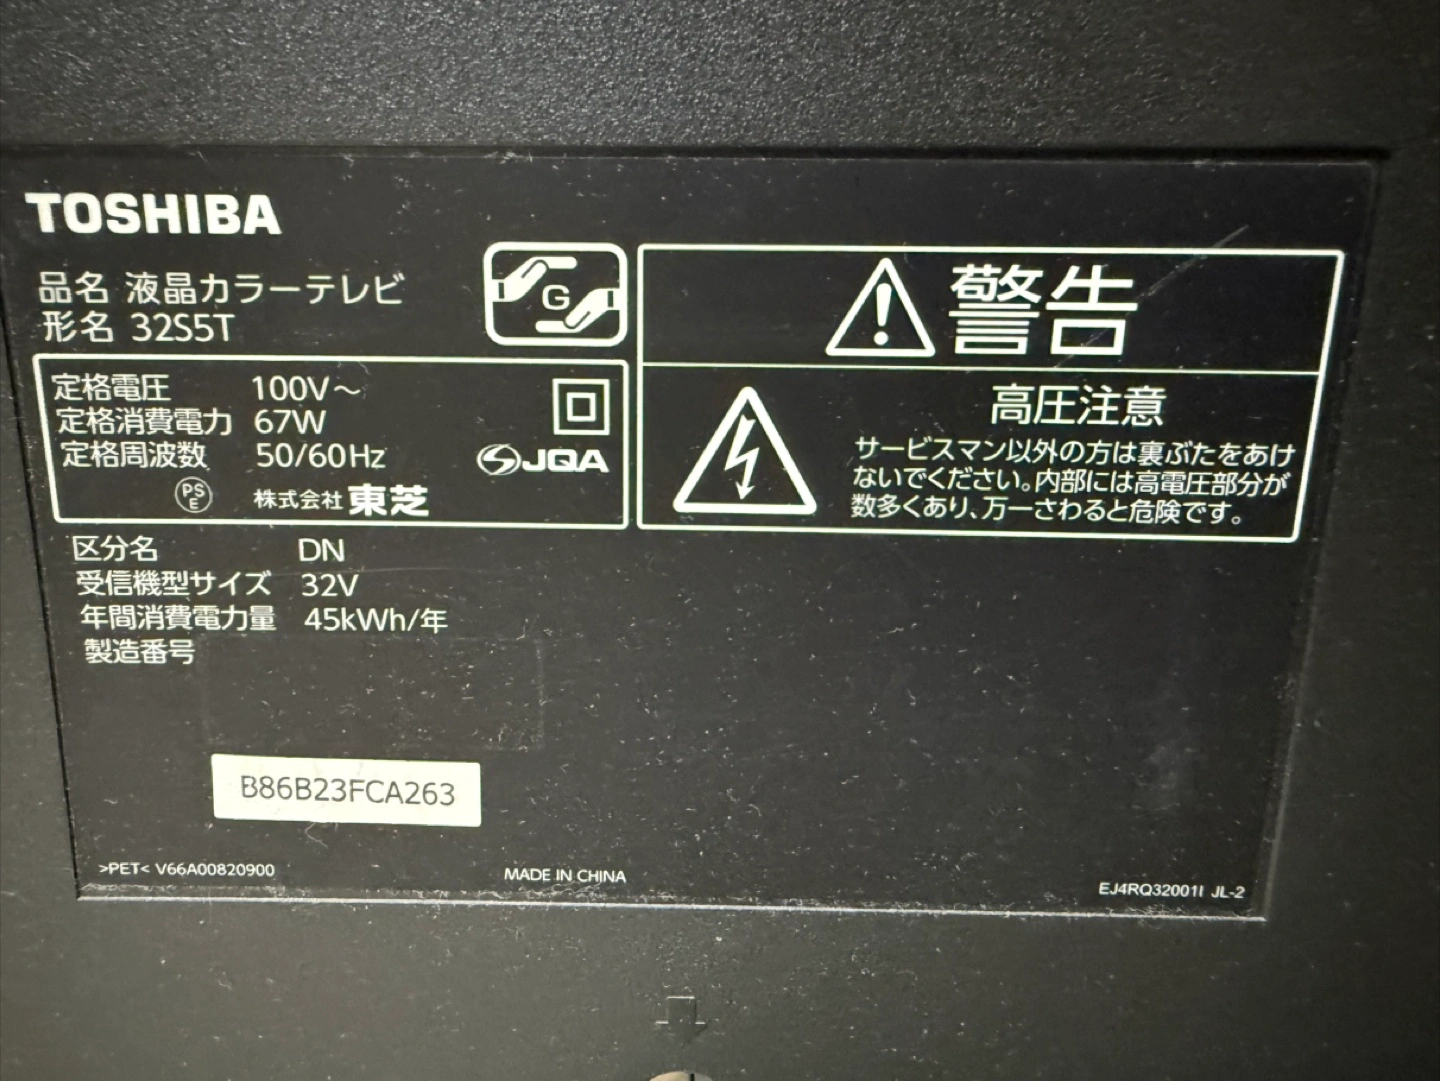 TOSHIBA
品名 液晶カラーテレビ
形名 32S5T
G
定格電圧 100V～
定格消費電力 67W
定格周波数 50/60Hz
JQA
PS
E
株式会社 東芝
警告
高圧注意
サービスマン以外の方は裏ぶたをあけ
ないでください。内部には高電圧部分が
数多くあり、万一さわると危険です。
区分名 DN
受信機型サイズ 32V
年間消費電力量 45kWh/年
製造番号
B86B23FCA263
>PET< V66A00820900
MADE IN CHINA
EJ4RQ32001I JL-2